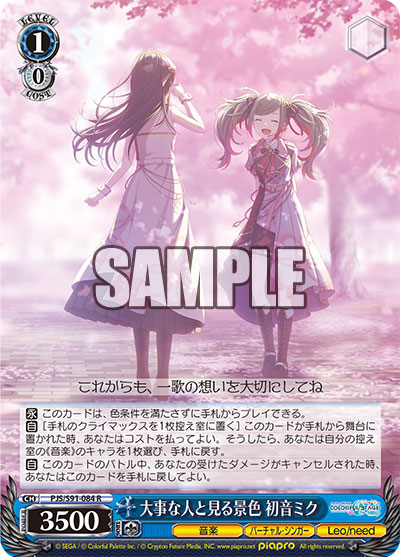 LEVEL
1
0
COST
SAMPLE
これからも、一歌の想いを大切にしてね
永 このカードは、色条件を満たさずに手札からプレイできる。
自 [手札のクライマックスを1枚控え室に置く] このカードが手札から舞台に
置かれた時、あなたはコストを払ってよい。そうしたら、あなたは自分の控え
室の《音楽》のキャラを1枚選び、手札に戻す。
自 このカードのバトル中、あなたの受けたダメージがキャンセルされた時、
あなたはこのカードを手札に戻してよい。
CH PJS/S91-084 R
大事な人と見る景色 初音ミク
COLORFUL STAGE!
POWER
3500
音楽
バーチャル・シンガー
Leo/need
© SEGA / © Colorful Palette Inc. / © Crypton Future Media, INC. www.piapro.net piapro All rights reserved.